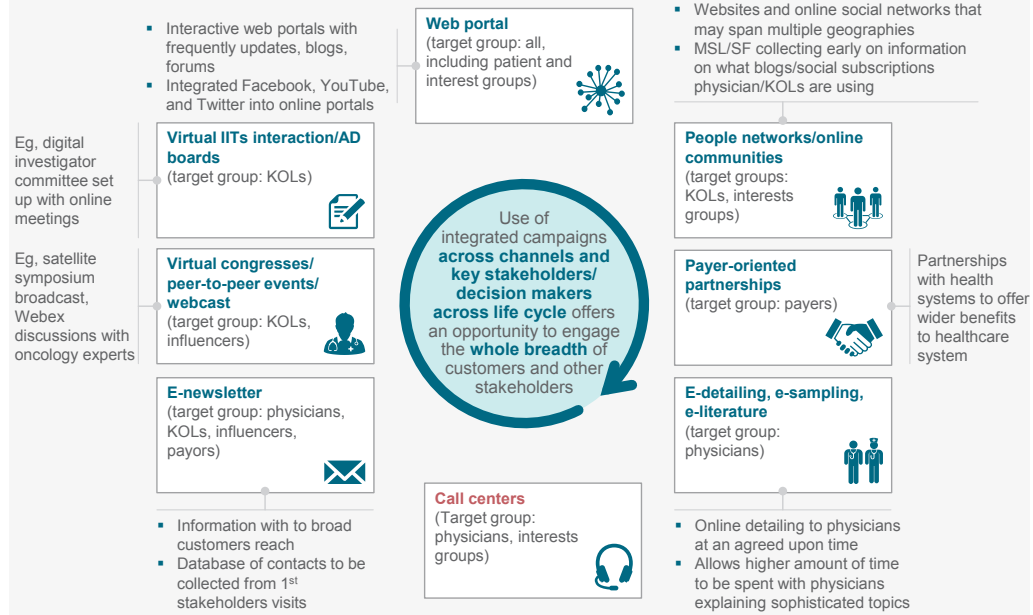 ▪ Interactive web portals with
frequently updates, blogs,
forums
▪ Integrated Facebook, YouTube,
and Twitter into online portals
Web portal
(target group: all,
including patient and
interest groups)
▪ Websites and online social networks that
may span multiple geographies
▪ MSL/SF collecting early on information
on what blogs/social subscriptions
physician/KOLs are using
Eg, digital
investigator
committee set
up with online
meetings
Virtual IITs interaction/AD
boards
(target group: KOLs)
People networks/online
communities
(target groups:
KOLs, interests
groups)
Eg, satellite
symposium
broadcast,
Webex
discussions with
oncology experts
Virtual congresses/
peer-to-peer events/
webcast
(target group: KOLs,
influencers)
Use of
integrated campaigns
across channels and
key stakeholders/
decision makers
across life cycle offers
an opportunity to engage
the whole breadth of
customers and other
stakeholders
Payer-oriented
partnerships
(target group: payers)
Partnerships
with health
systems to offer
wider benefits
to healthcare
system
E-newsletter
(target group: physicians,
KOLs, influencers,
payors)
E-detailing, e-sampling,
e-literature
(target group:
physicians)
Call centers
(Target group:
physicians, interests
groups)
▪ Information with to broad
customers reach
▪ Database of contacts to be
collected from 1st
stakeholders visits
▪ Online detailing to physicians
at an agreed upon time
▪ Allows higher amount of time
to be spent with physicians
explaining sophisticated topics